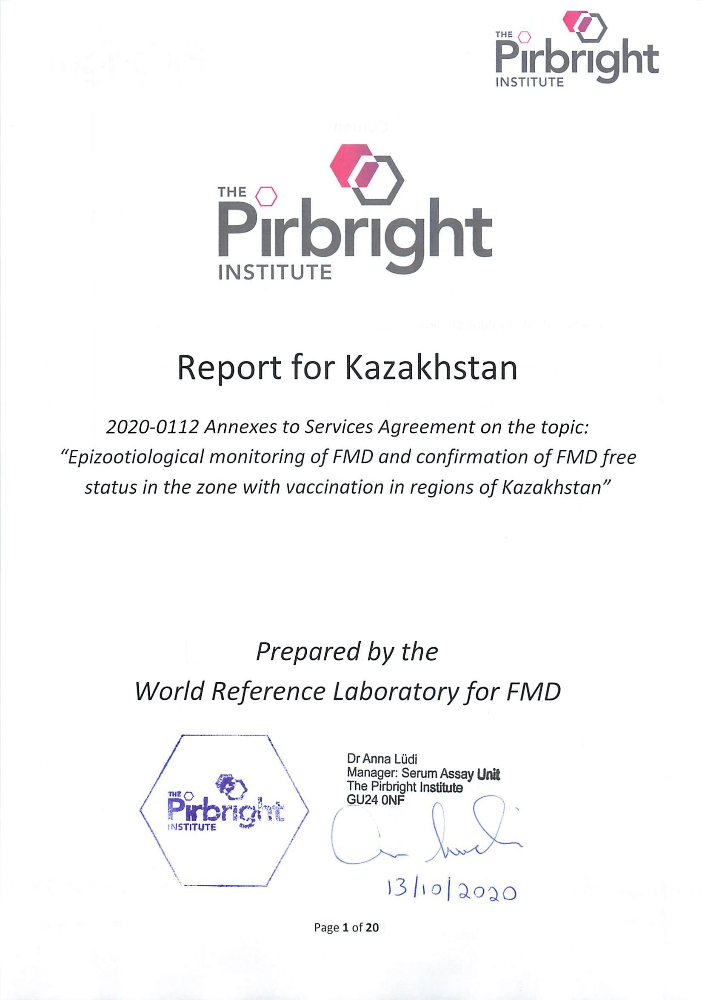 THE
Pirbright
INSTITUTE
THE
Pirbright
INSTITUTE
Report for Kazakhstan
2020-0112 Annexes to Services Agreement on the topic:
“Epizootiological monitoring of FMD and confirmation of FMD free
status in the zone with vaccination in regions of Kazakhstan”
Prepared by the
World Reference Laboratory for FMD
THE
Pirbright
INSTITUTE
Dr Anna Lüdi
Manager: Serum Assay Unit
The Pirbright Institute
GU24 0NF
13/10/2020
Page 1 of 20